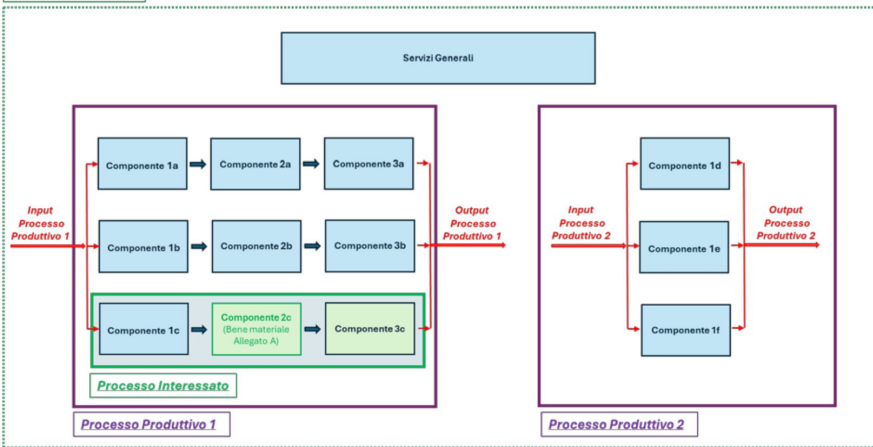 Servizi Generali
Componente 1a
Componente 2a
Componente 3a
Componente 1d
Input
Processo
Produttivo 1
Output
Processo
Produttivo 1
Input
Processo
Produttivo 2
Output
Processo
Produttivo 2
Componente 1b
Componente 2b
Componente 3b
Componente 1e
Componente 1c
Componente 2c
(Bene materiale
Allegato A)
Componente 3c
Componente 1f
Processo Interessato
Processo Produttivo 1
Processo Produttivo 2